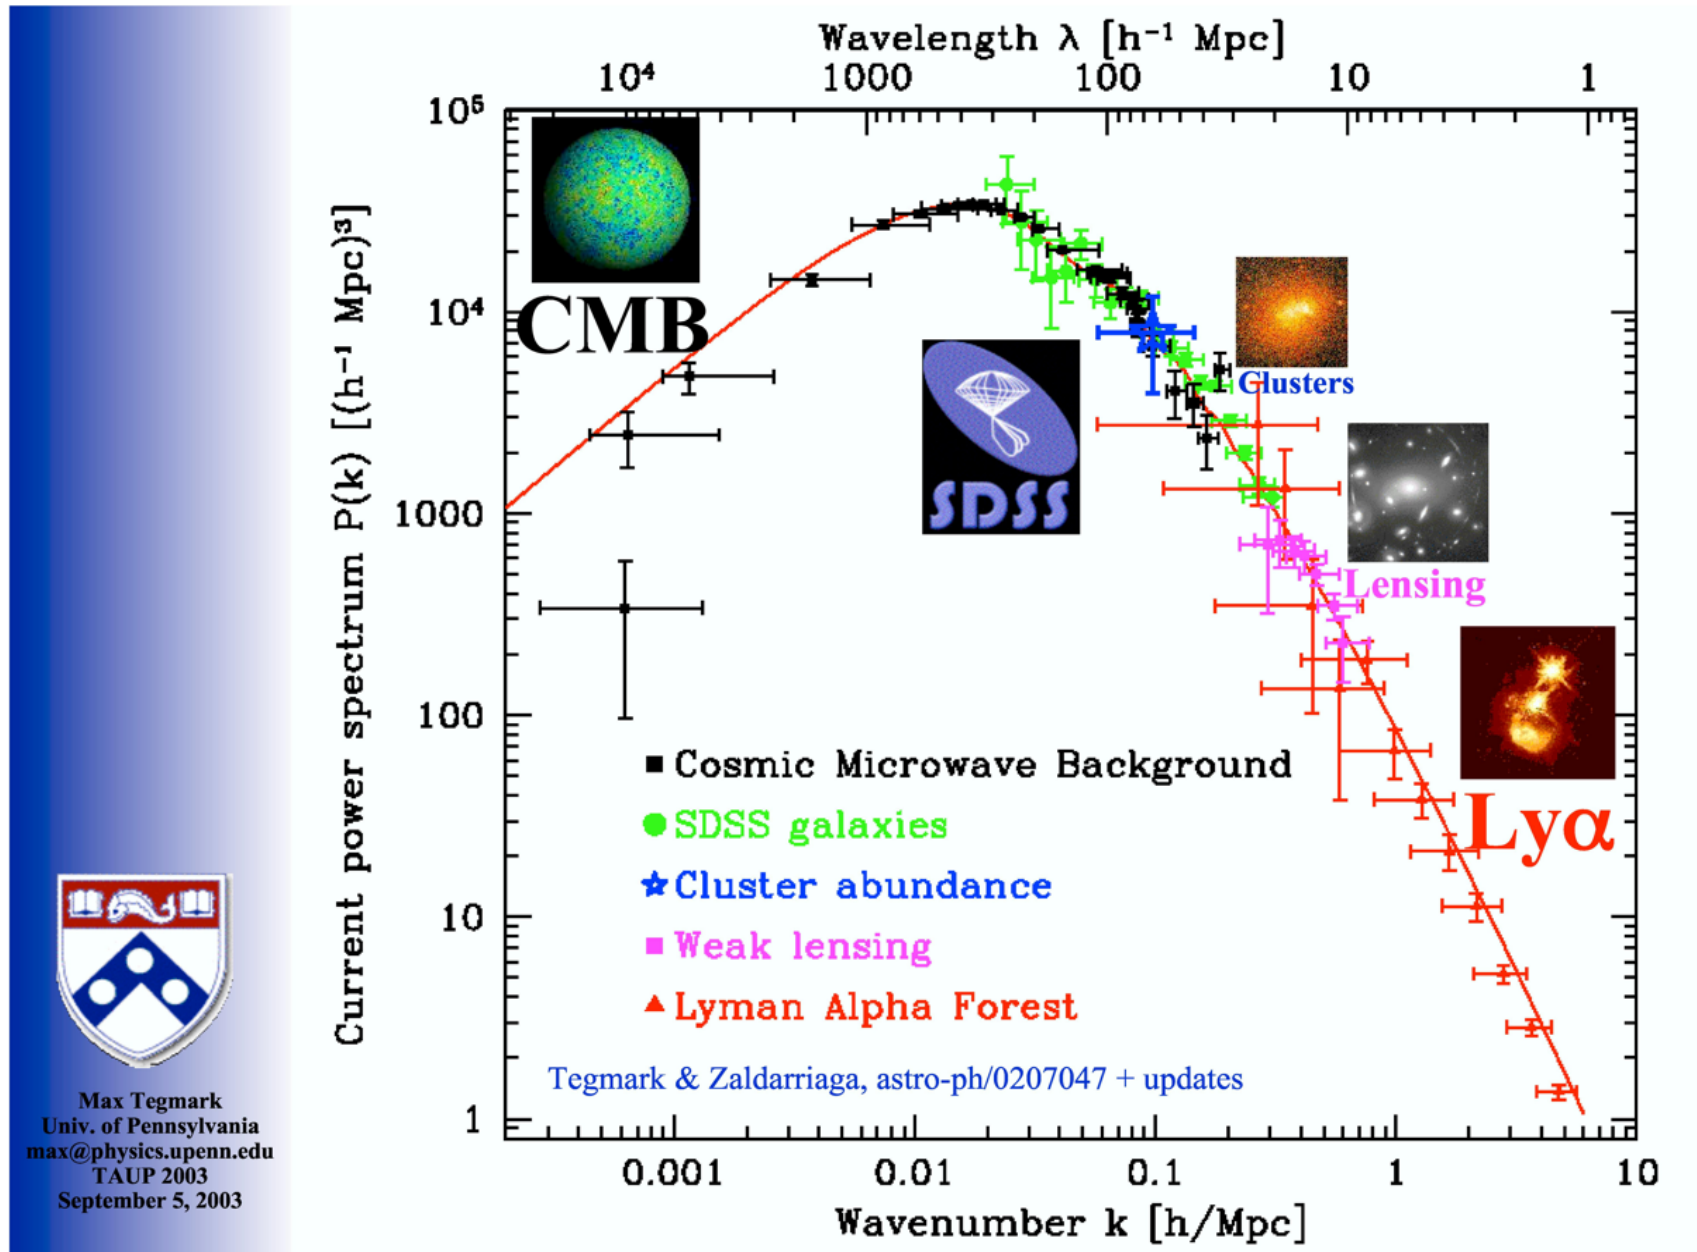 Wavelength λ [h⁻¹ Mpc]
10⁴ 1000 100 10 1
10⁵
10⁴
1000
100
10
1
Current power spectrum P(k) [(h⁻¹ Mpc)³]
CMB
SDSS
Clusters
Lensing
Lyα
Cosmic Microwave Background
SDSS galaxies
Cluster abundance
Weak lensing
Lyman Alpha Forest
Tegmark & Zaldarriaga, astro-ph/0207047 + updates
0.001 0.01 0.1 1 10
Wavenumber k [h/Mpc]
Max Tegmark
Univ. of Pennsylvania
max@physics.upenn.edu
TAUP 2003
September 5, 2003